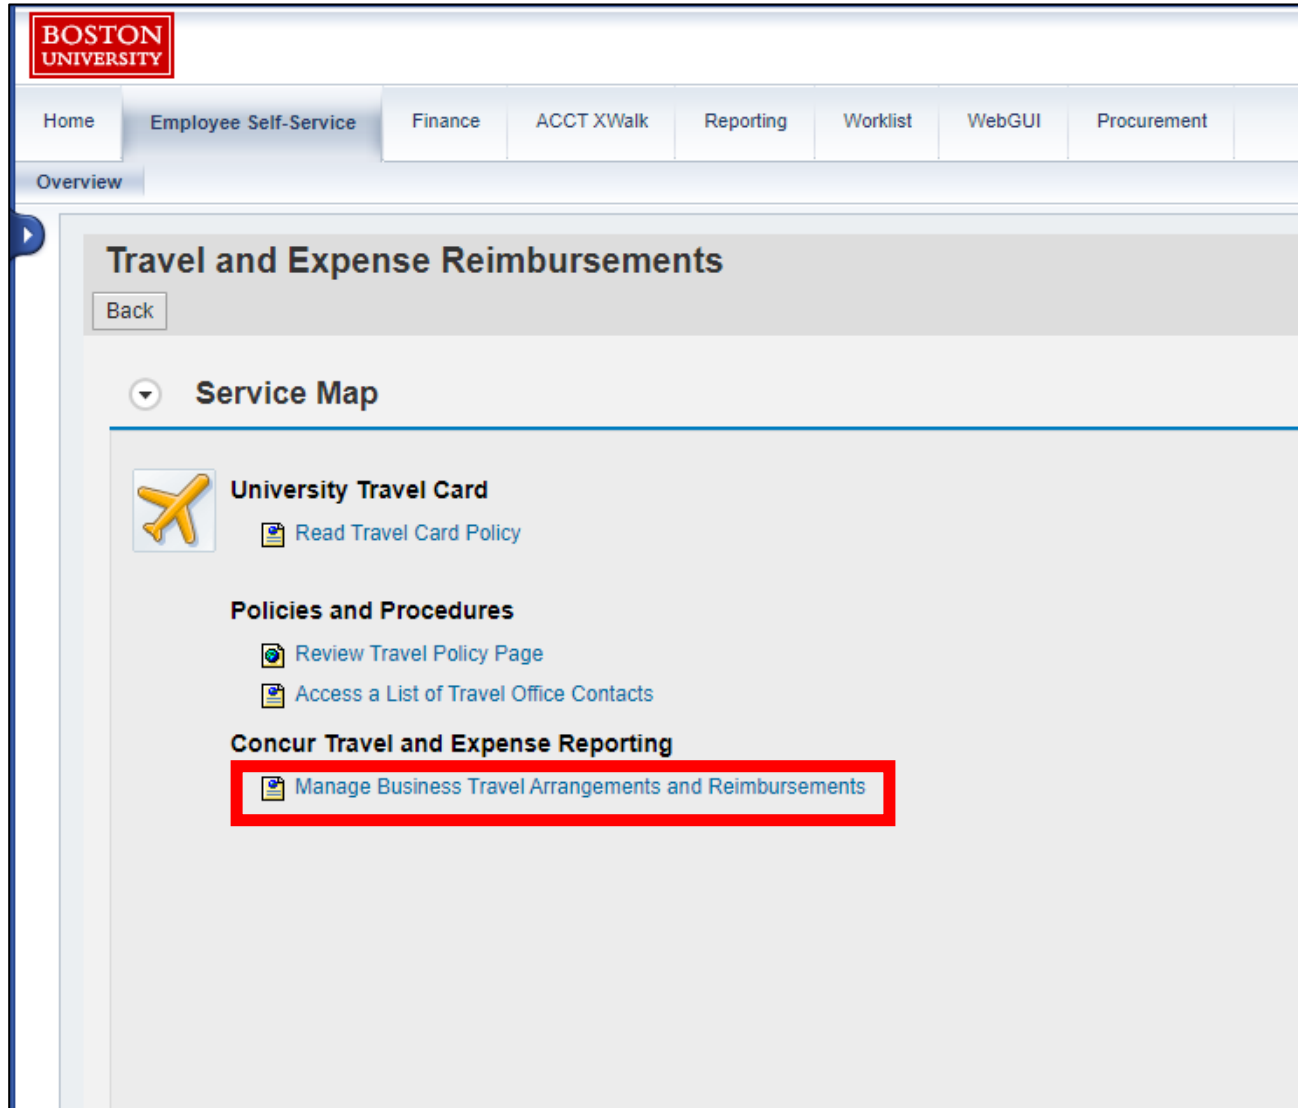 BOSTON
UNIVERSITY
Home Employee Self-Service Finance ACCT XWalk Reporting Worklist WebGUI Procurement
Overview
Travel and Expense Reimbursements
Back
Service Map
University Travel Card
Read Travel Card Policy
Policies and Procedures
Review Travel Policy Page
Access a List of Travel Office Contacts
Concur Travel and Expense Reporting
Manage Business Travel Arrangements and Reimbursements